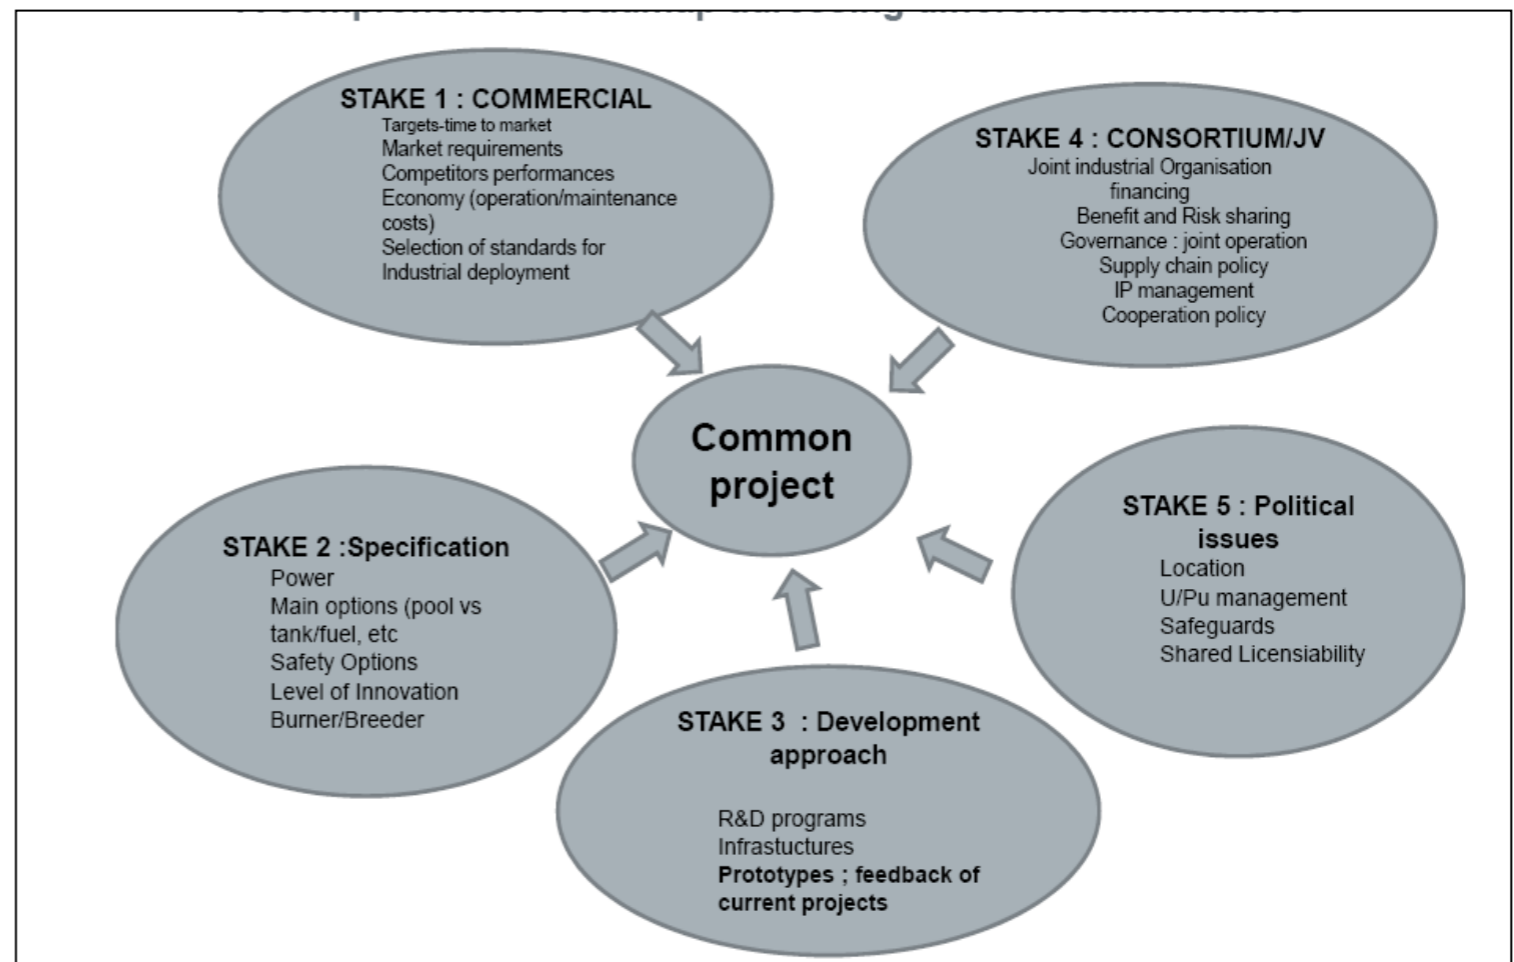 STAKE 1 : COMMERCIAL
Targets-time to market
Market requirements
Competitors performances
Economy (operation/maintenance
costs)
Selection of standards for
Industrial deployment
STAKE 4 : CONSORTIUM/JV
Joint industrial Organisation
financing
Benefit and Risk sharing
Governance : joint operation
Supply chain policy
IP management
Cooperation policy
Common
project
STAKE 2 :Specification
Power
Main options (pool vs
tank/fuel, etc
Safety Options
Level of Innovation
Burner/Breeder
STAKE 5 : Political
issues
Location
U/Pu management
Safeguards
Shared Licensiability
STAKE 3 : Development
approach
R&D programs
Infrastuctures
Prototypes ; feedback of
current projects